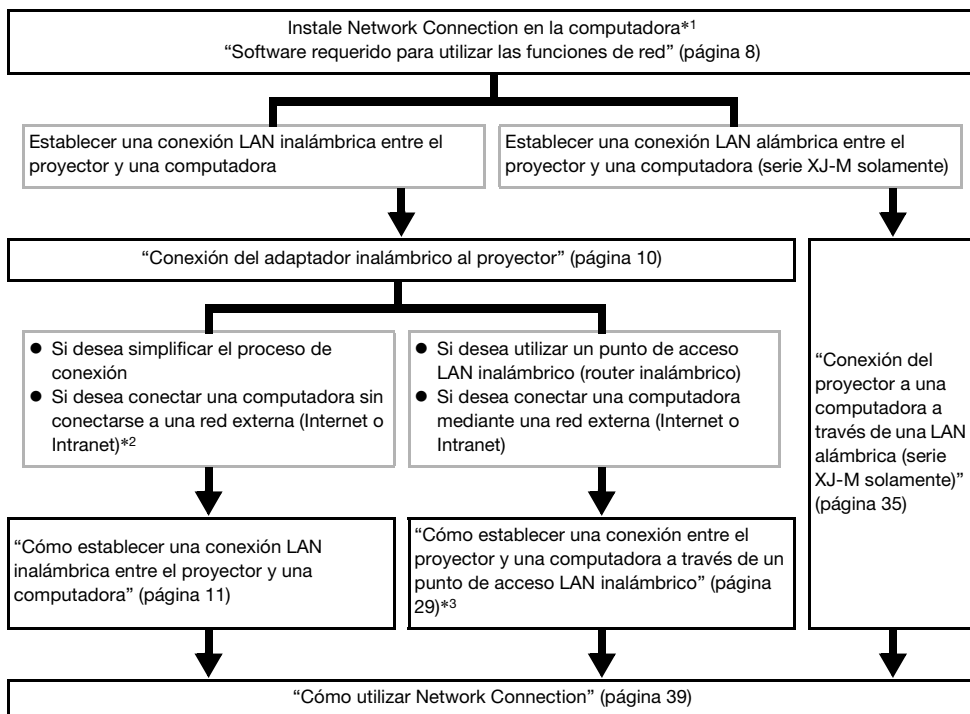 Instale Network Connection en la computadora*1
“Software requerido para utilizar las funciones de red” (página 8)
Establecer una conexión LAN inalámbrica entre el
proyector y una computadora
Establecer una conexión LAN alámbrica entre el
proyector y una computadora (serie XJ-M solamente)
“Conexión del adaptador inalámbrico al proyector” (página 10)
● Si desea simplificar el proceso de
conexión
● Si desea conectar una computadora sin
conectarse a una red externa (Internet o
Intranet)*2
● Si desea utilizar un punto de acceso
LAN inalámbrico (router inalámbrico)
● Si desea conectar una computadora
mediante una red externa (Internet o
Intranet)
“Conexión del
proyector a una
computadora a
través de una LAN
alámbrica (serie
XJ-M solamente)”
(página 35)
“Cómo establecer una conexión LAN
inalámbrica entre el proyector y una
computadora” (página 11)
“Cómo establecer una conexión entre el
proyector y una computadora a través de un
punto de acceso LAN inalámbrico” (página
29)*3
“Cómo utilizar Network Connection” (página 39)